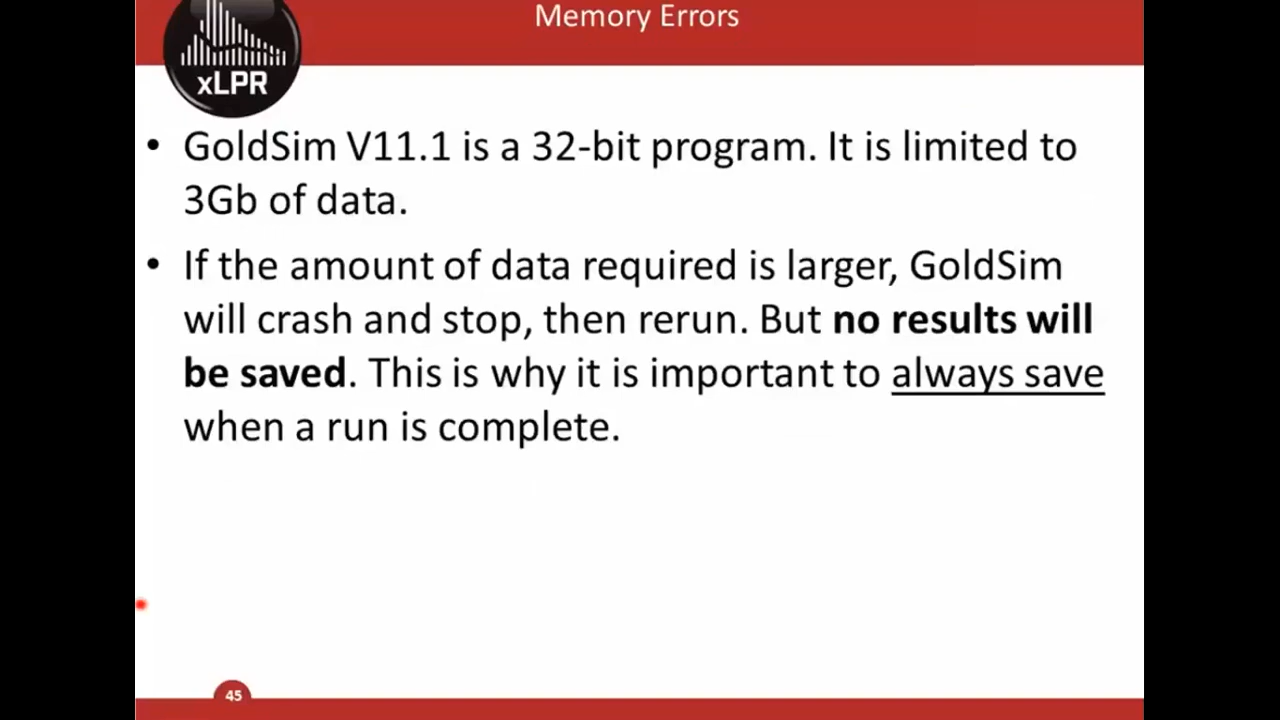 Memory Errors
xLPR
• GoldSim V11.1 is a 32-bit program. It is limited to
3Gb of data.
• If the amount of data required is larger, GoldSim
will crash and stop, then rerun. But no results will
be saved. This is why it is important to always save
when a run is complete.
45